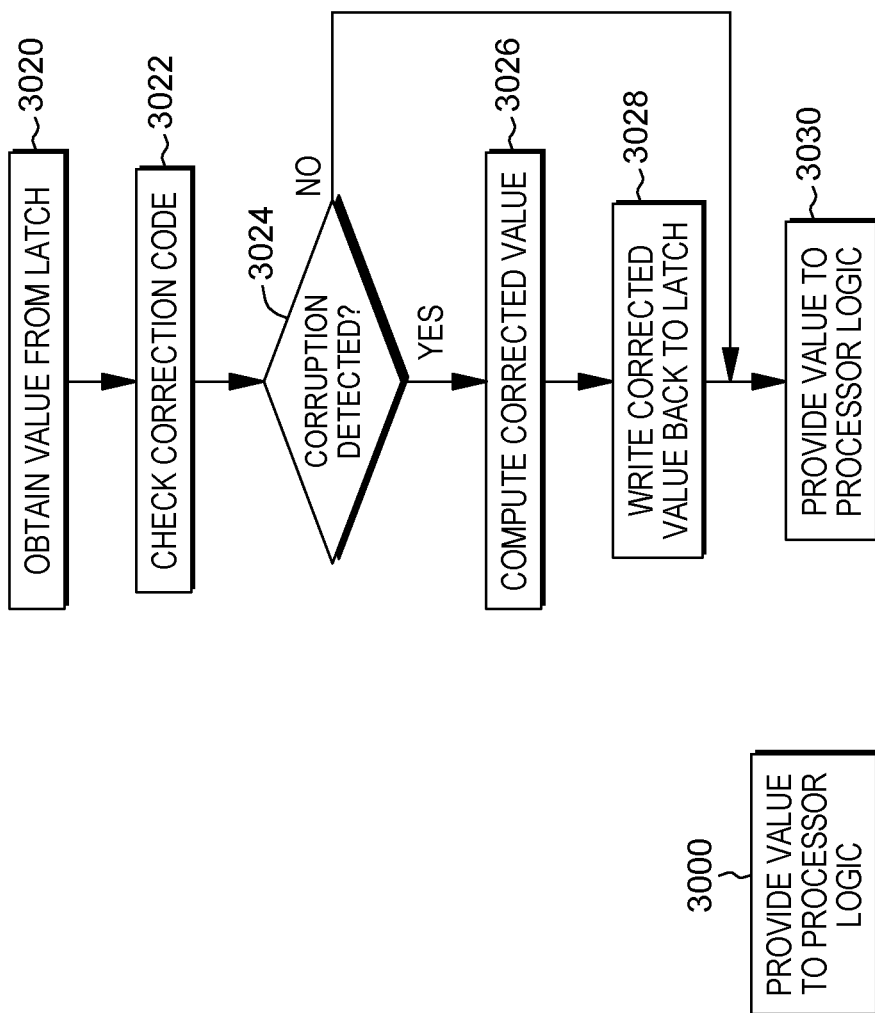 OBTAIN VALUE FROM LATCH
3020
CHECK CORRECTION CODE
3022
CORRUPTION
DETECTED?
3024
NO
YES
COMPUTE CORRECTED VALUE
3026
WRITE CORRECTED
VALUE BACK TO LATCH
3028
PROVIDE VALUE TO
PROCESSOR LOGIC
3030
3000
PROVIDE VALUE
TO PROCESSOR
LOGIC